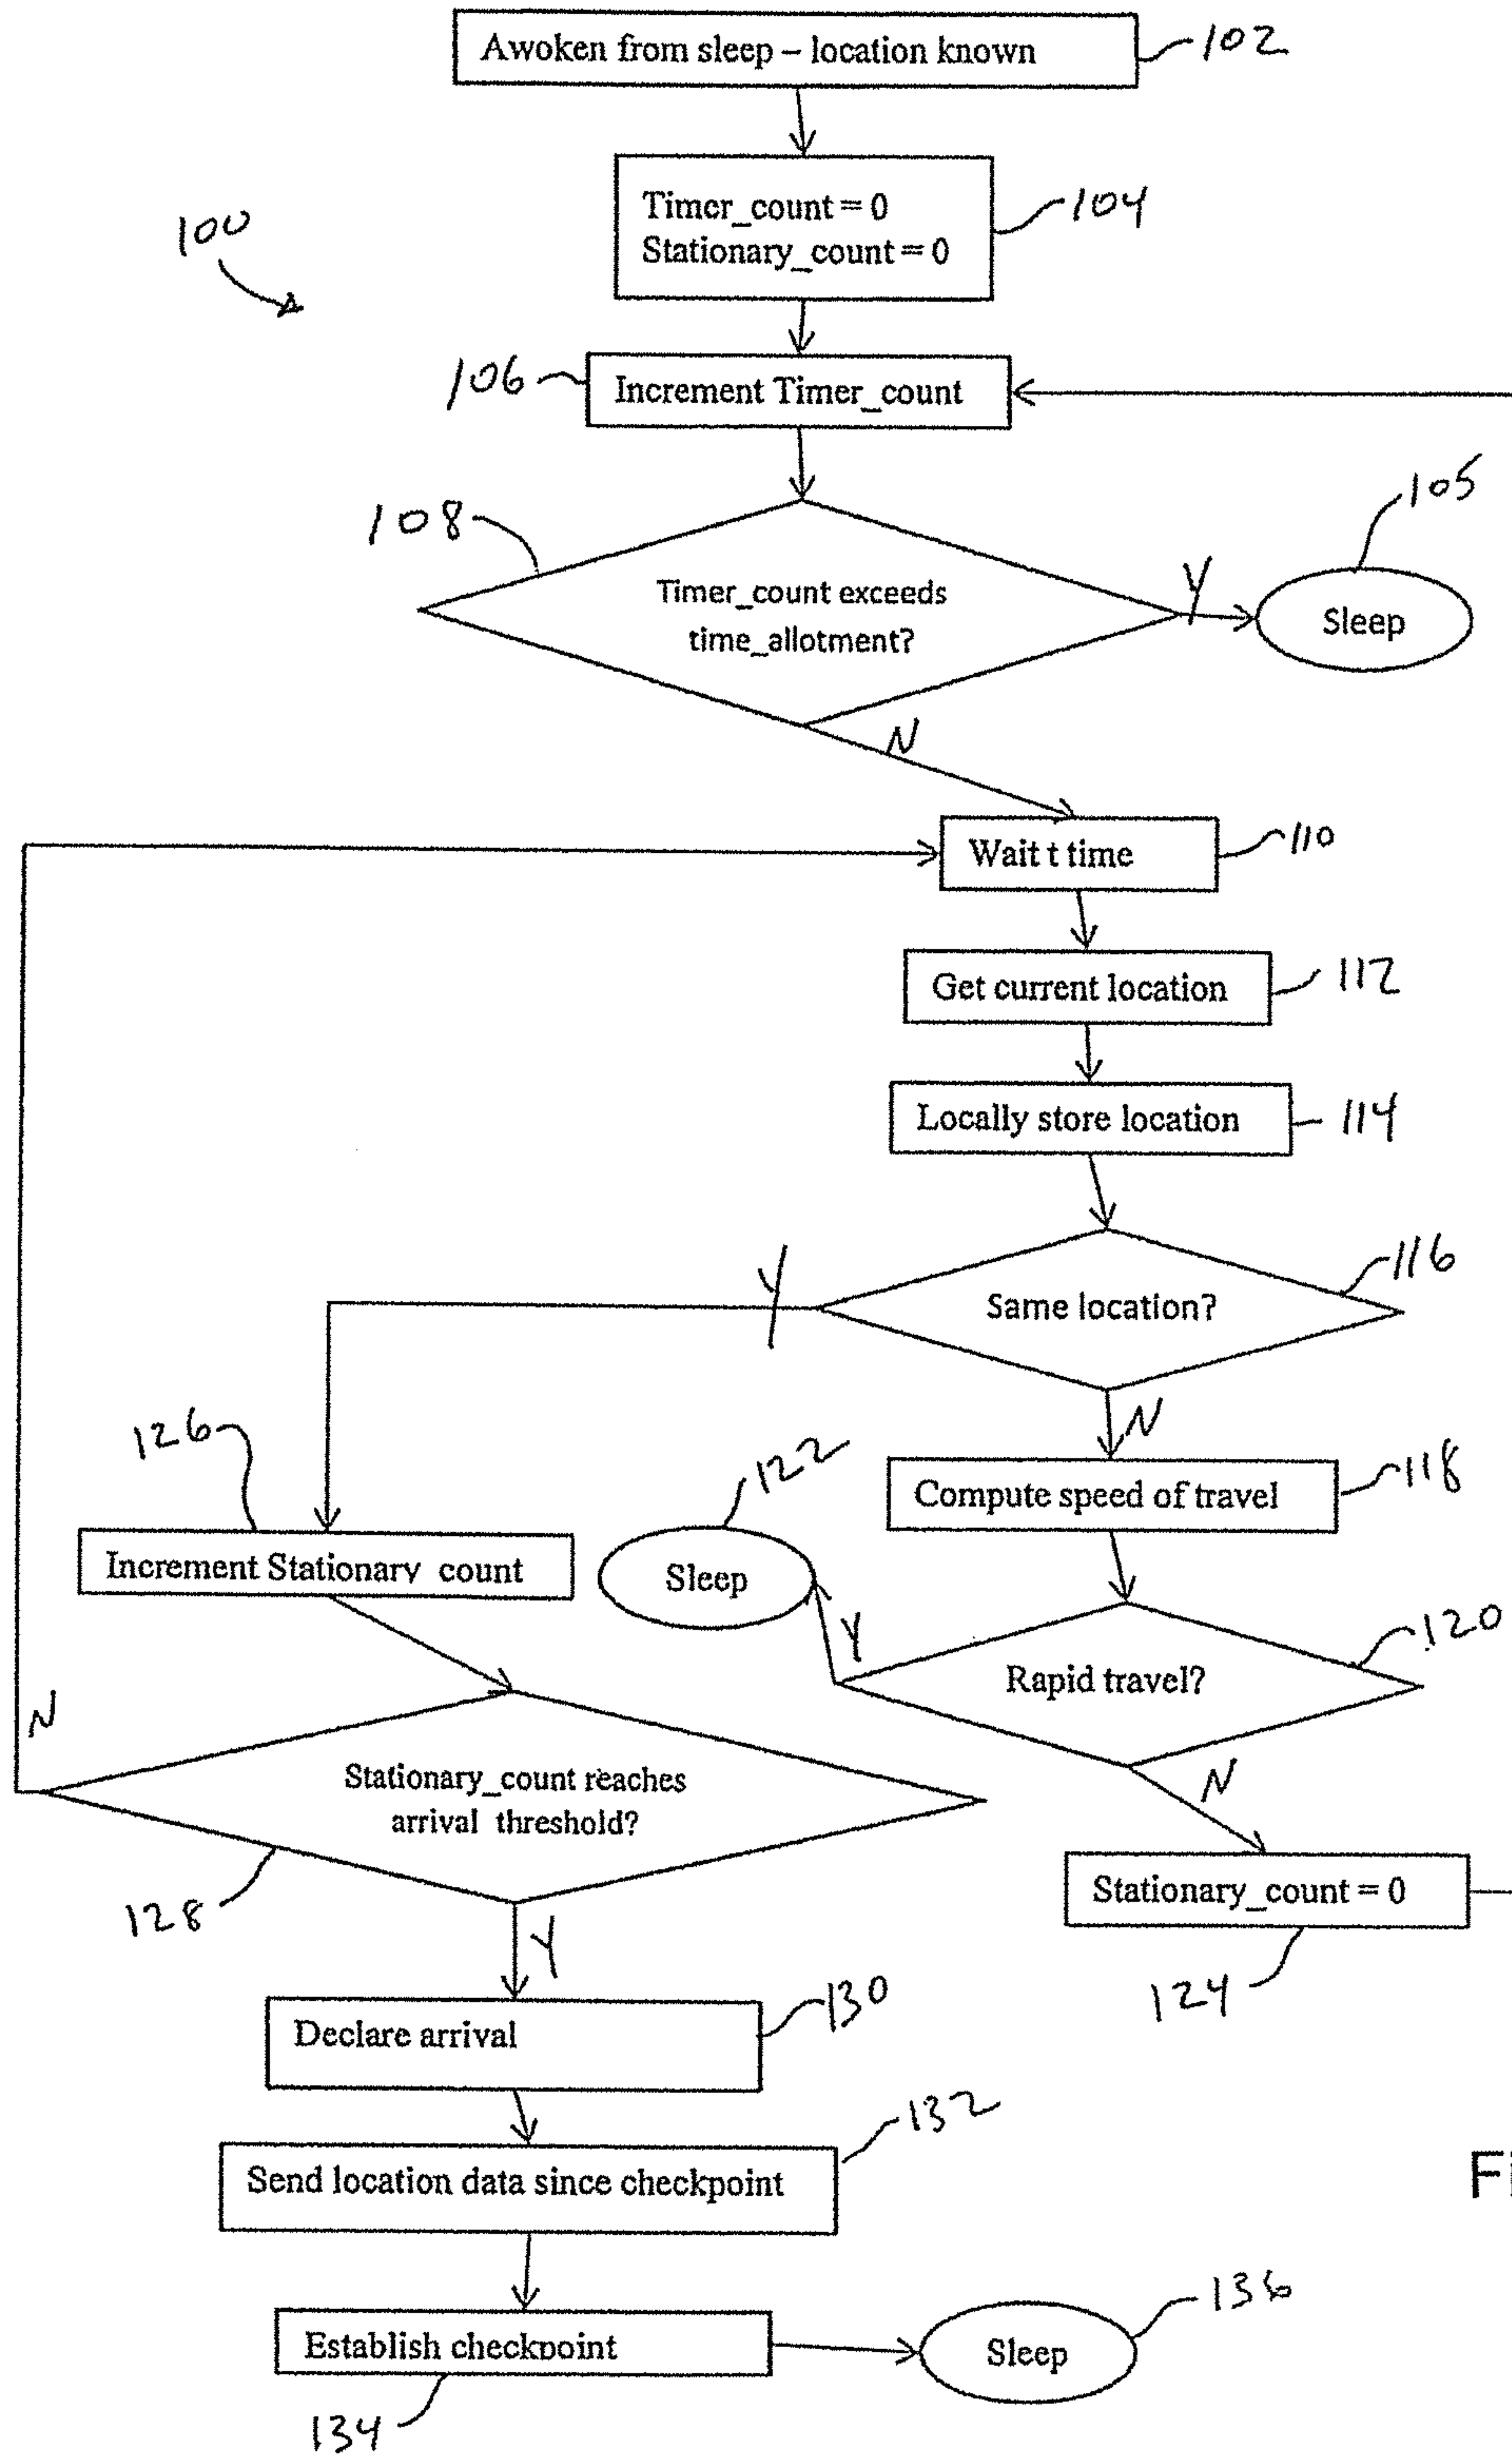 Awoken from sleep – location known
102
Timer_count = 0
Stationary_count = 0
104
100
106
Increment Timer_count
108
Timer_count exceeds
time_allotment?
Y
105
Sleep
N
Wait t time
110
Get current location
112
Locally store location
114
Same location?
116
Y
N
126
Increment Stationary count
122
Sleep
Compute speed of travel
118
Y
Rapid travel?
120
N
N
Stationary_count reaches
arrival threshold?
128
Stationary_count = 0
124
Y
Declare arrival
130
Send location data since checkpoint
132
Establish checkpoint
134
Sleep
136